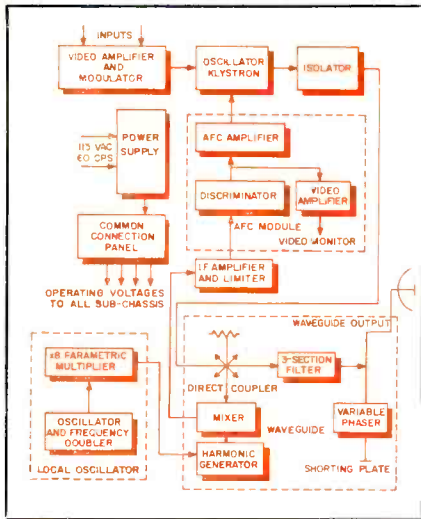 INPUTS
VIDEO AMPLIFIER
AND
MODULATOR
OSCILLATOR
KLYSTRON
ISOLATOR
115 VAC
60 CPS
POWER
SUPPLY
AFC AMPLIFIER
DISCRIMINATOR
VIDEO
AMPLIFIER
AFC MODULE
VIDEO MONITOR
COMMON
CONNECTION
PANEL
IF AMPLIFIER
AND LIMITER
OPERATING VOLTAGES
TO ALL SUB-CHASSIS
WAVEGUIDE OUTPUT
x8 PARAMETRIC
MULTIPLIER
3-SECTION
FILTER
DIRECT COUPLER
OSCILLATOR
AND FREQUENCY
DOUBLER
MIXER
WAVEGUIDE
VARIABLE
PHASER
HARMONIC
GENERATOR
SHORTING PLATE
LOCAL OSCILLATOR